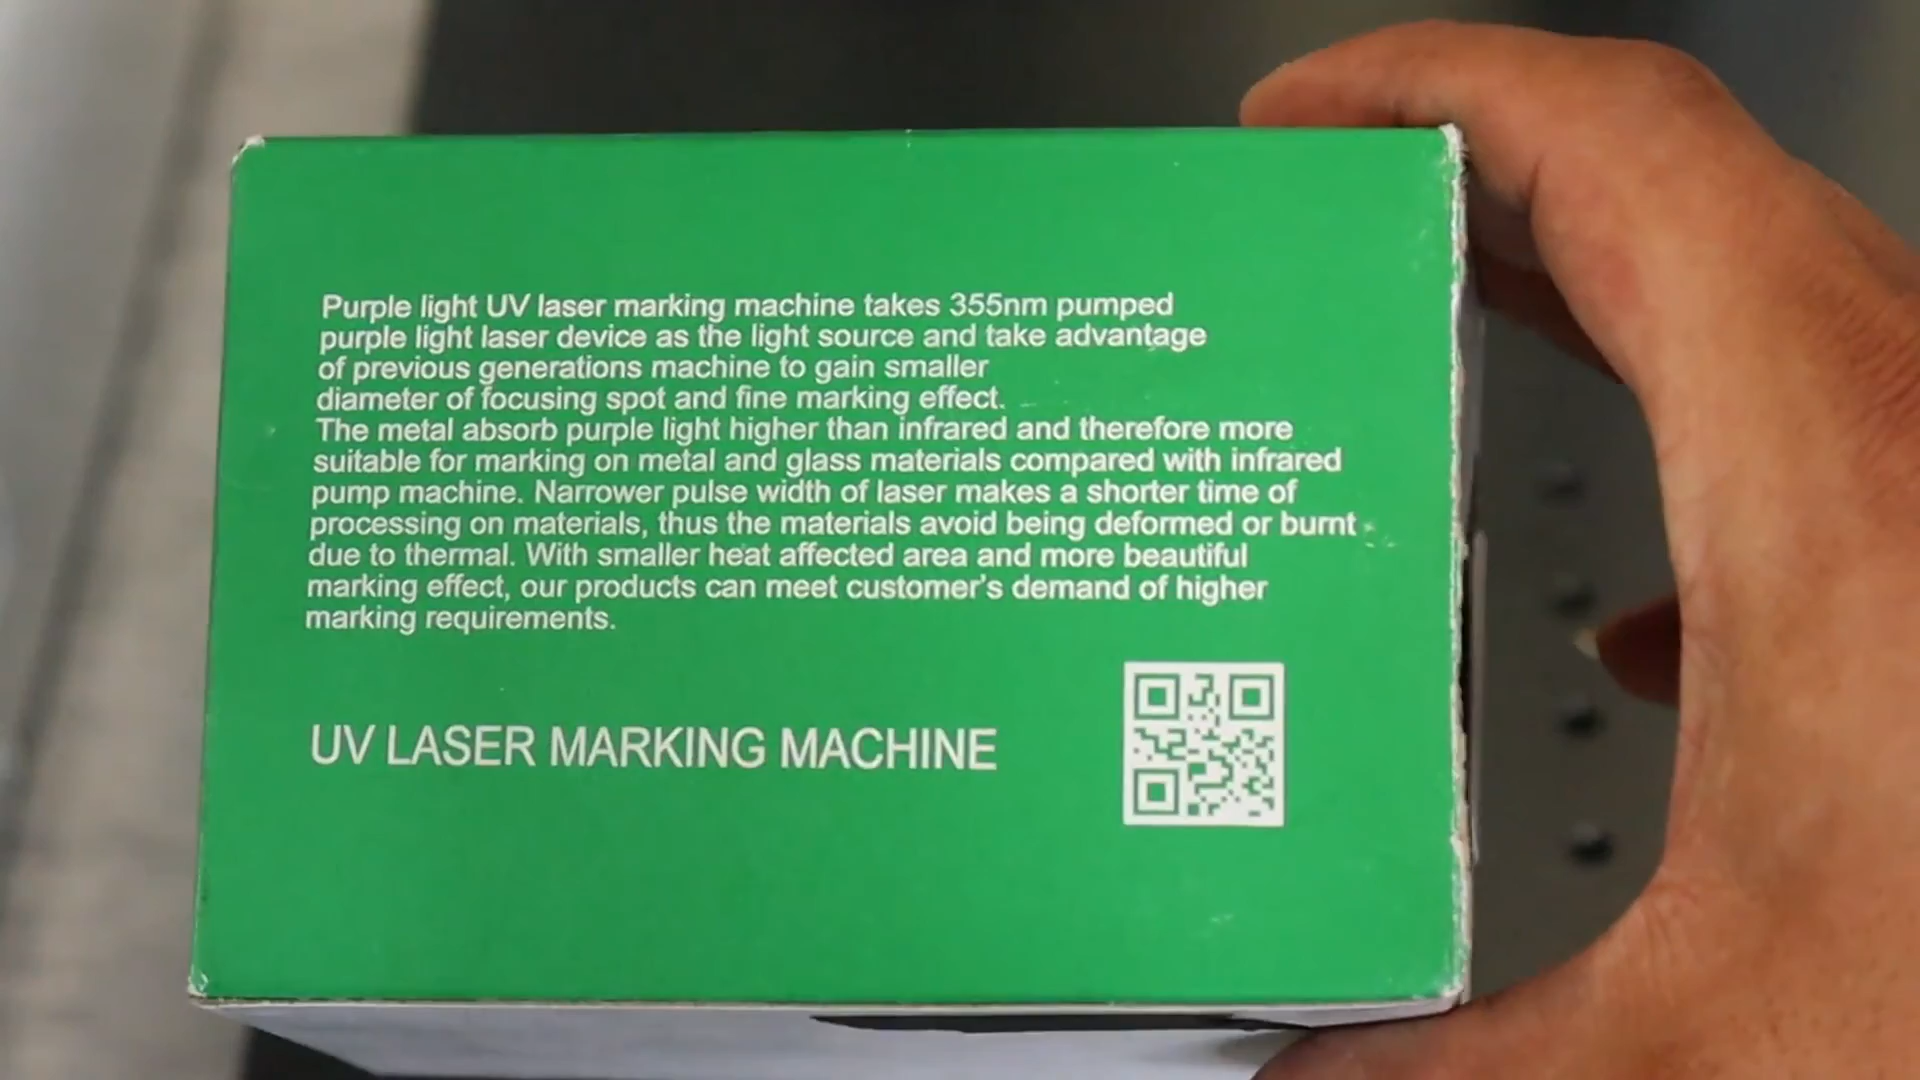 Purple light UV laser marking machine takes 355nm pumped
purple light laser device as the light source and take advantage
of previous generations machine to gain smaller
diameter of focusing spot and fine marking effect.
The metal absorb purple light higher than infrared and therefore more
suitable for marking on metal and glass materials compared with infrared
pump machine. Narrower pulse width of laser makes a shorter time of
processing on materials, thus the materials avoid being deformed or burnt
due to thermal. With smaller heat affected area and more beautiful
marking effect, our products can meet customer's demand of higher
marking requirements.
UV LASER MARKING MACHINE